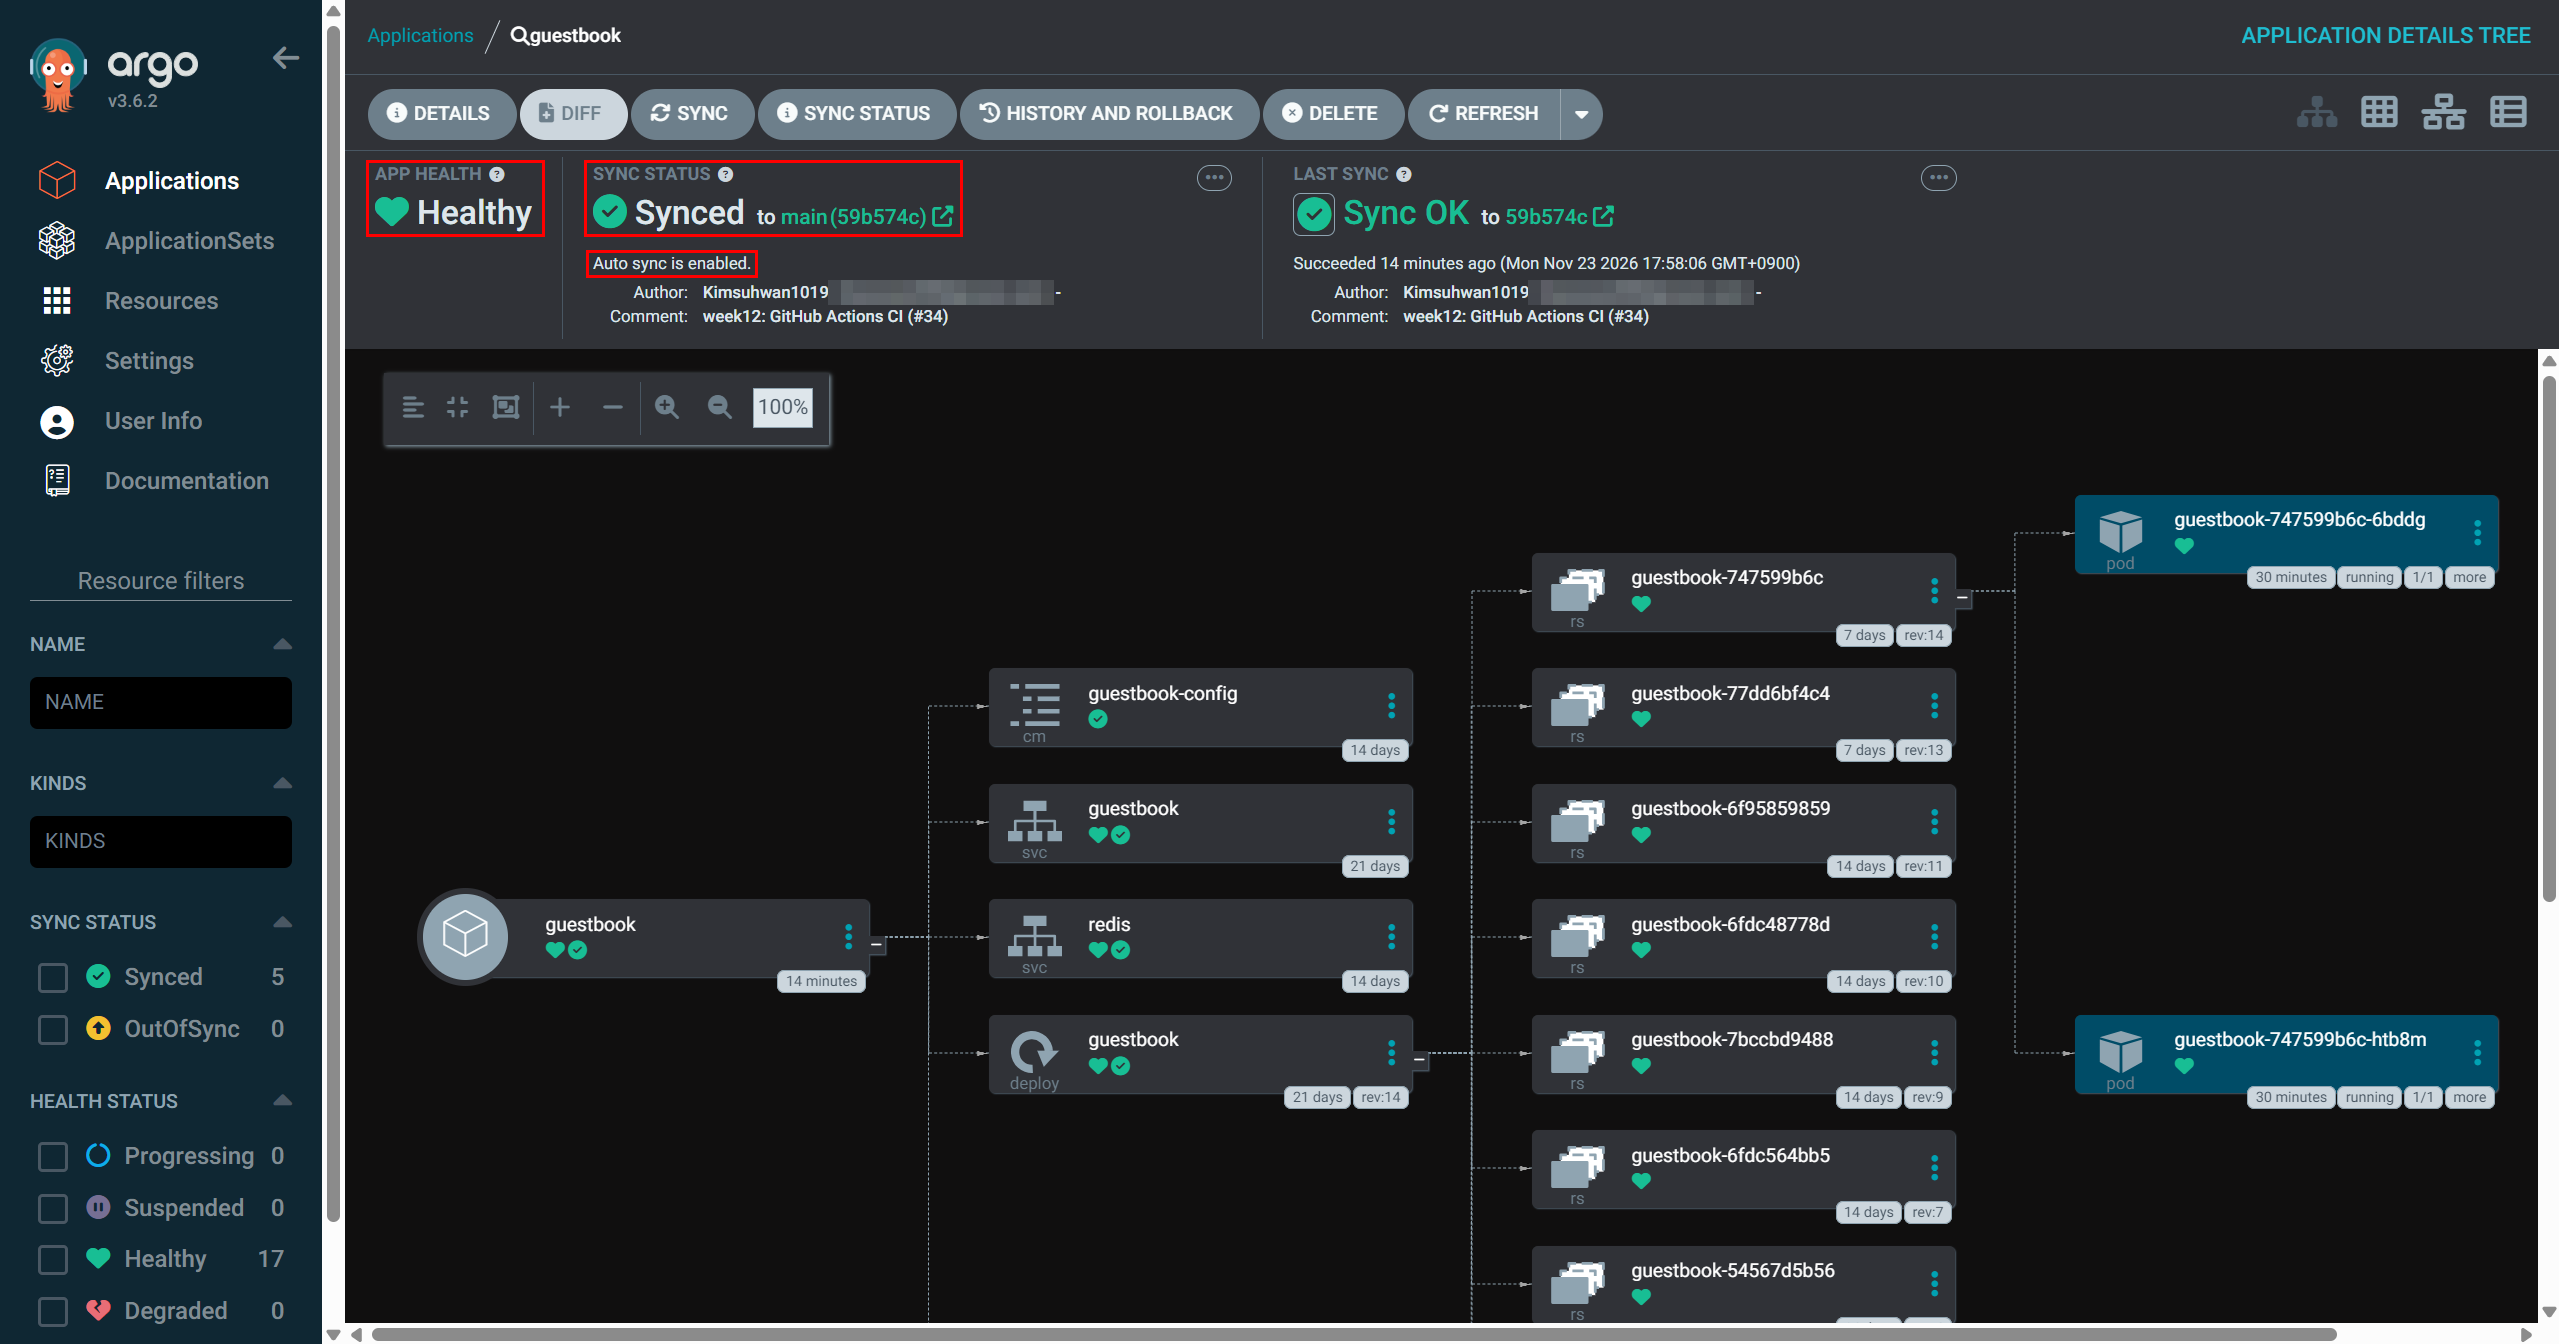 argo
v3.6.2
Applications
ApplicationSets
Resources
Settings
User Info
Documentation
Resource filters
NAME
NAME
KINDS
KINDS
SYNC STATUS
Synced 5
OutOfSync 0
HEALTH STATUS
Progressing 0
Suspended 0
Healthy 17
Degraded 0
Applications / guestbook
APPLICATION DETAILS TREE
DETAILS DIFF SYNC SYNC STATUS HISTORY AND ROLLBACK DELETE REFRESH
APP HEALTH
Healthy
SYNC STATUS
Synced to main (59b574c)
Auto sync is enabled.
Author: Kimsuhwan1019 -
Comment: week12: GitHub Actions CI (#34)
LAST SYNC
Sync OK to 59b574c
Succeeded 14 minutes ago (Mon Nov 23 2026 17:58:06 GMT+0900)
Author: Kimsuhwan1019 -
Comment: week12: GitHub Actions CI (#34)
100%
guestbook
14 minutes
guestbook-config
cm
14 days
guestbook
svc
21 days
redis
svc
14 days
guestbook
deploy
21 days rev:14
guestbook-747599b6c
rs
7 days rev:14
guestbook-77dd6bf4c4
rs
7 days rev:13
guestbook-6f95859859
rs
14 days rev:11
guestbook-6fdc48778d
rs
14 days rev:10
guestbook-7bccbd9488
rs
14 days rev:9
guestbook-6fdc564bb5
rs
14 days rev:7
guestbook-54567d5b56
rs
guestbook-747599b6c-6bddg
pod
30 minutes running 1/1 more
guestbook-747599b6c-htb8m
pod
30 minutes running 1/1 more